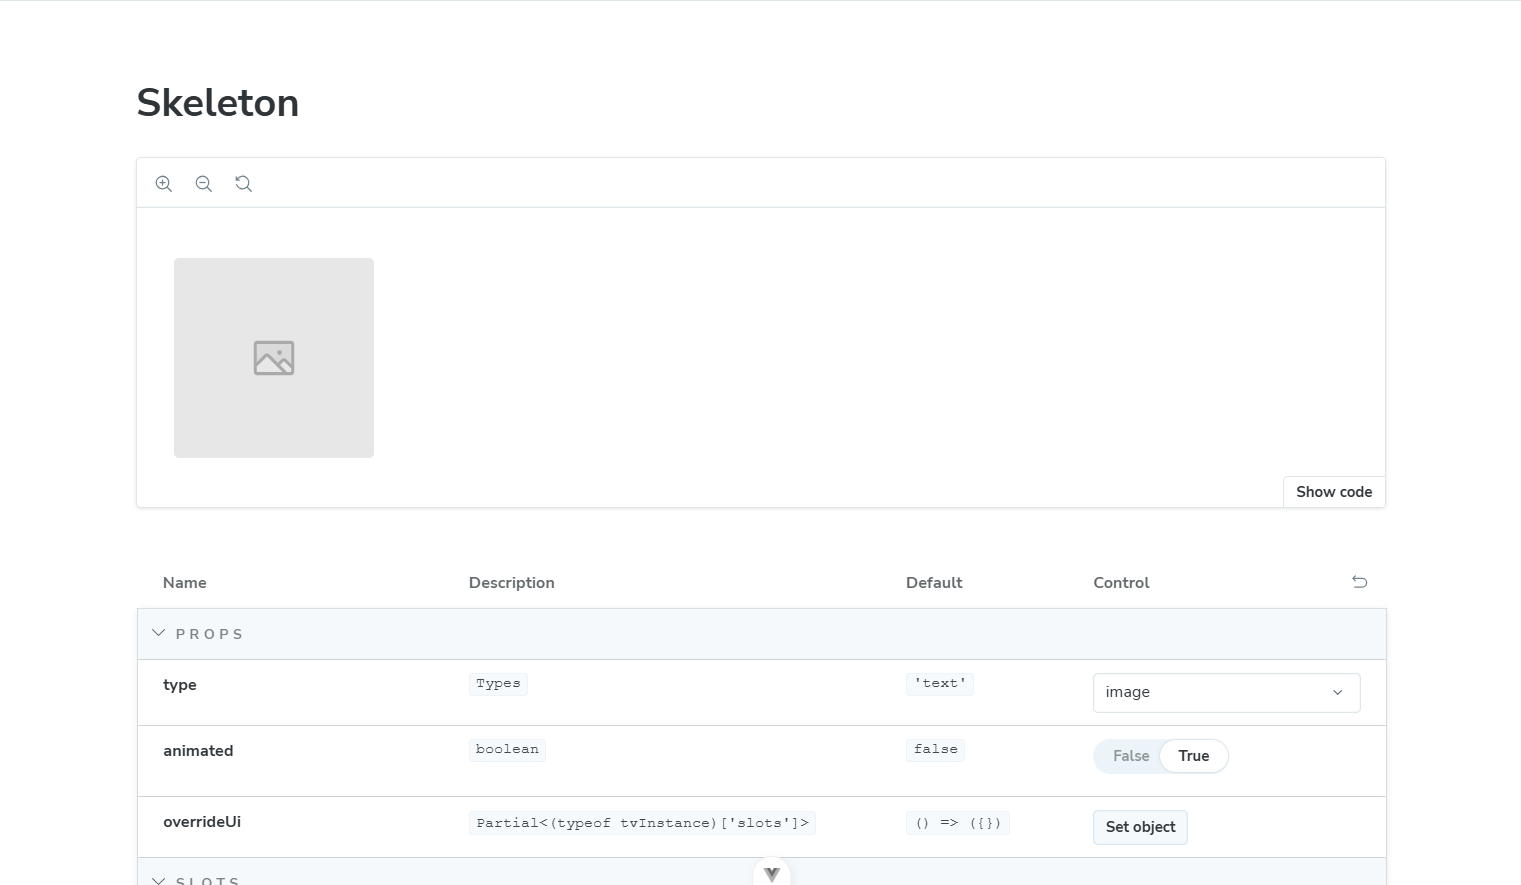 Skeleton
Show code
Name Description Default Control
PROPS
type Types 'text' image
animated boolean false False True
overrideUi Partial<(typeof tvInstance)['slots']> () => ({}) Set object
SLOTS